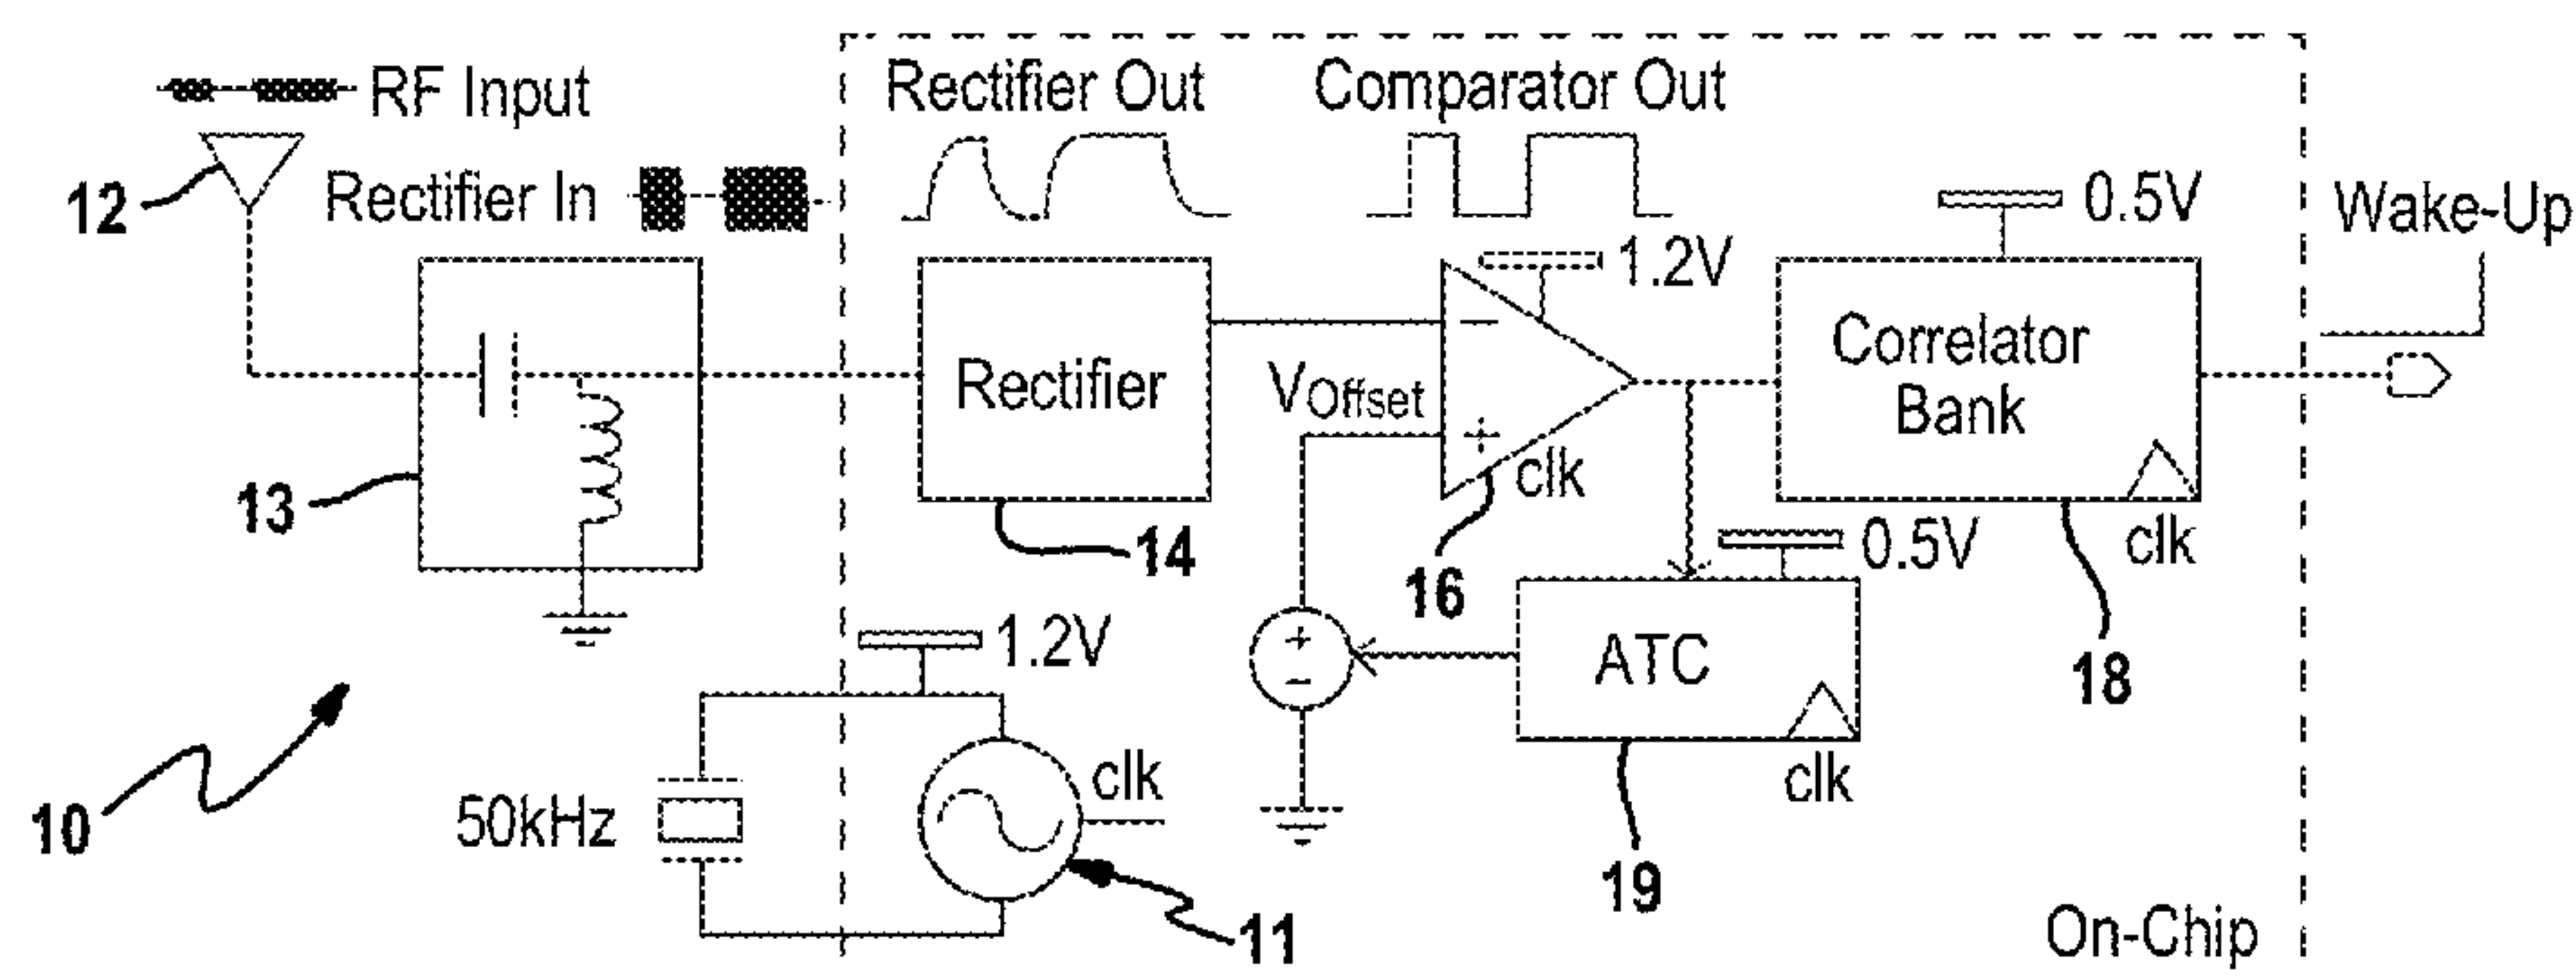 RF Input
Rectifier Out
Comparator Out
12
Rectifier In
0.5V
Wake-Up
1.2V
Rectifier
−
VOffset
+
clk
Correlator
Bank
clk
13
14
16
0.5V
18
1.2V
+
−
ATC
clk
19
10
50kHz
clk
11
On-Chip